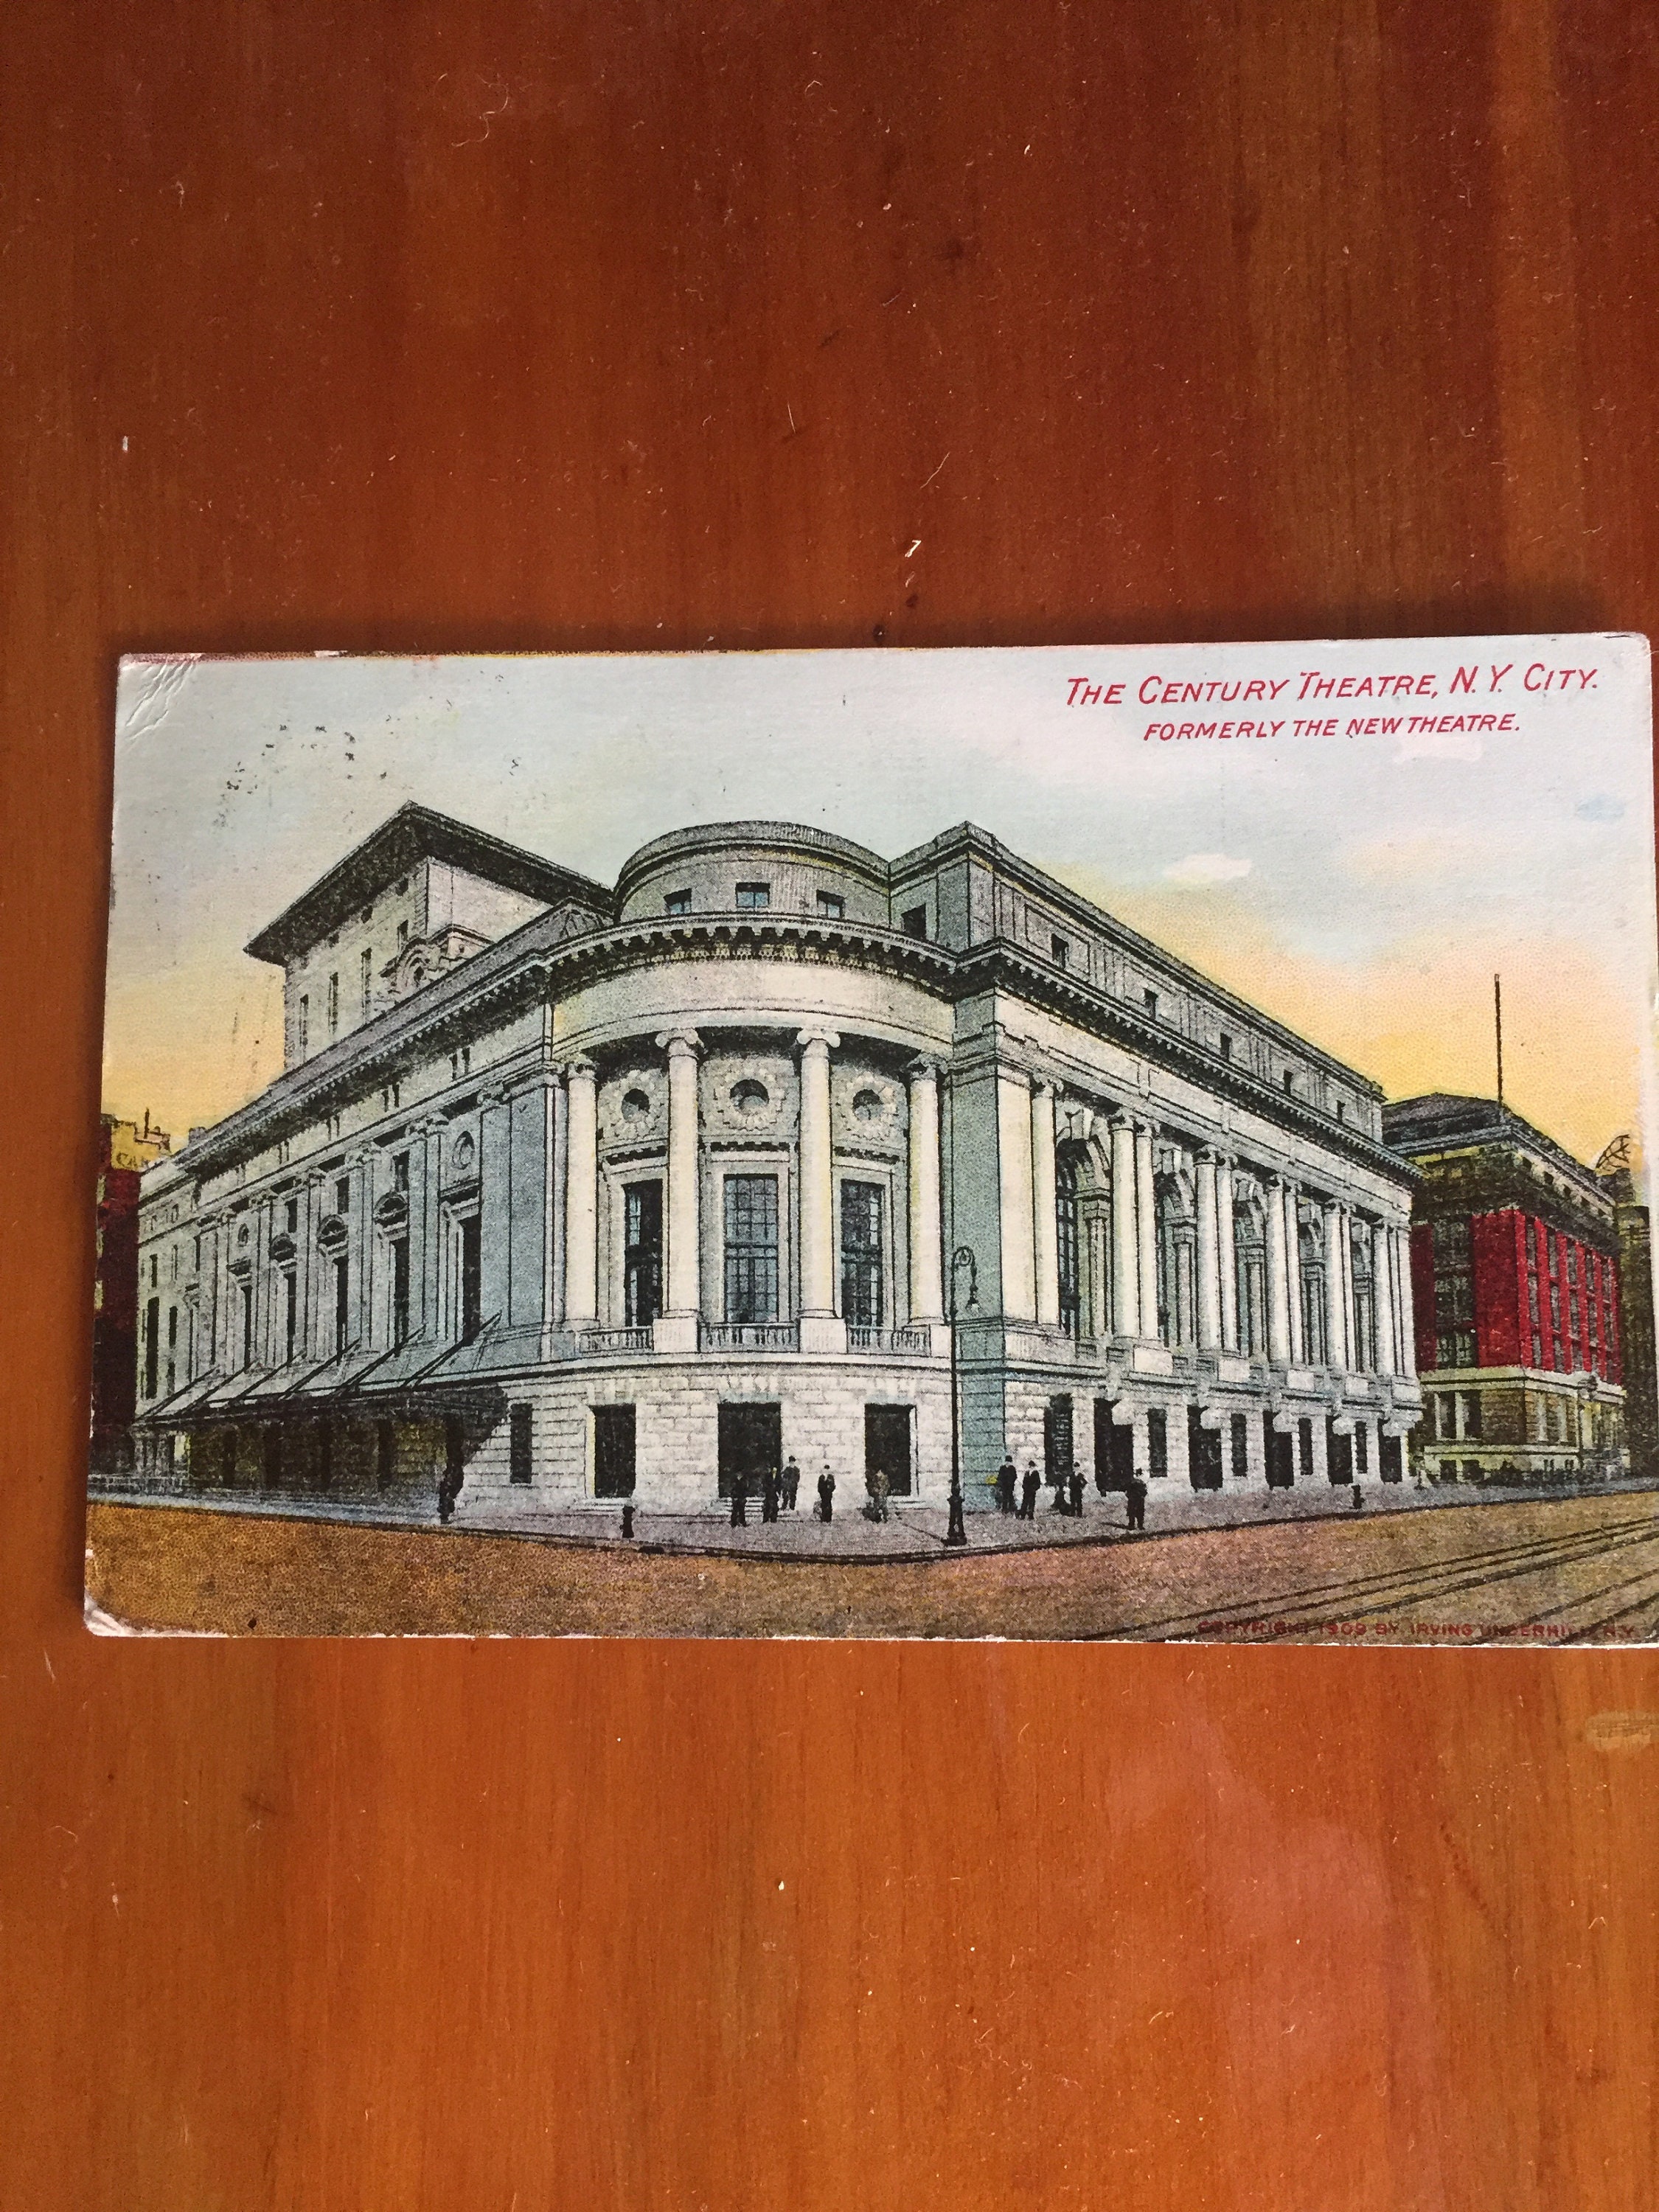 THE CENTURY THEATRE, N.Y. CITY.
FORMERLY THE NEW THEATRE.
COPYRIGHT 1909 BY IRVING UNDERHILL, N.Y.